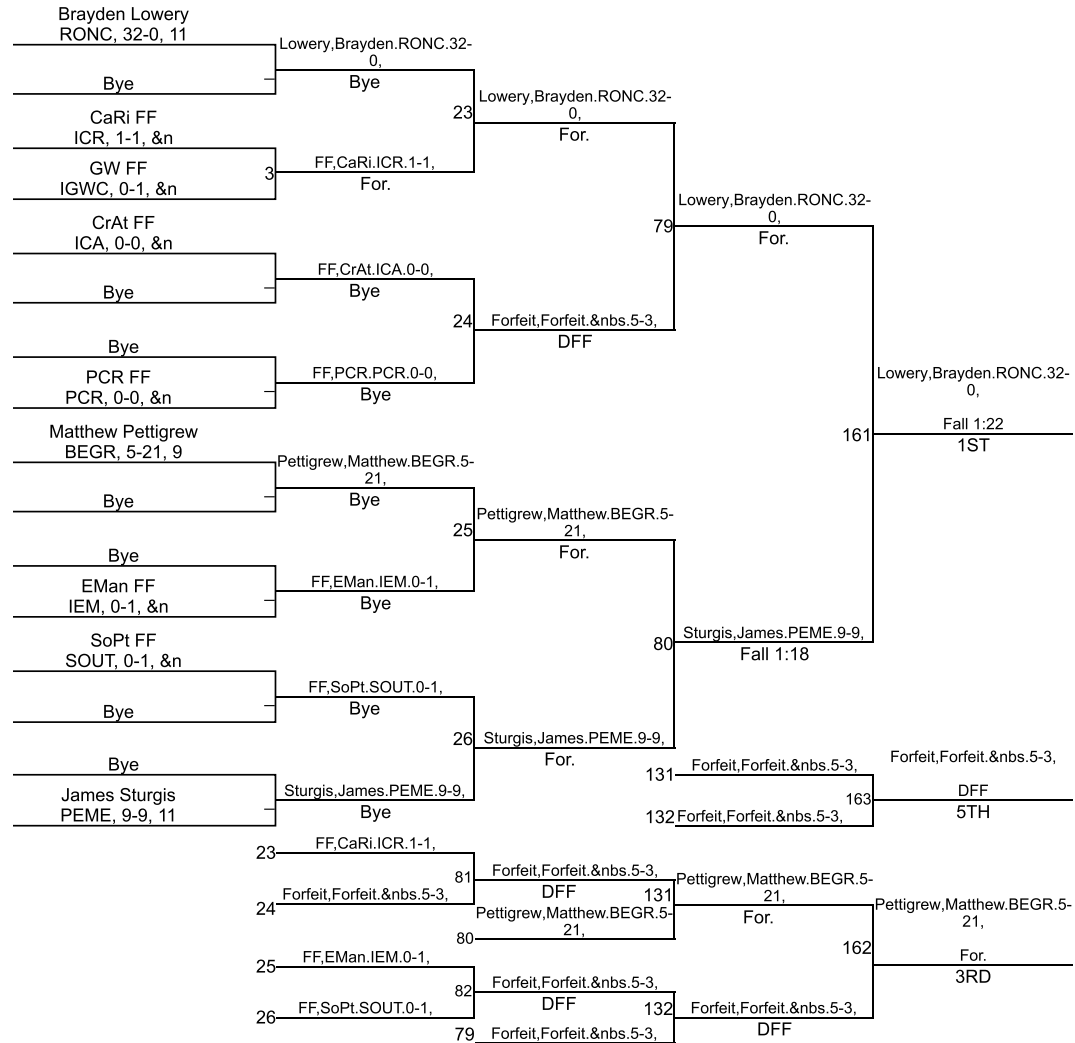 Brayden Lowery
RONC, 32-0, 11
Bye
CaRi FF
ICR, 1-1, &n
GW FF
IGWC, 0-1, &n
CrAt FF
ICA, 0-0, &n
Bye
Bye
PCR FF
PCR, 0-0, &n
Matthew Pettigrew
BEGR, 5-21, 9
Bye
Bye
EMan FF
IEM, 0-1, &n
SoPt FF
SOUT, 0-1, &n
Bye
Bye
James Sturgis
PEME, 9-9, 11
Lowery,Brayden.RONC.32-
0,
Bye
3
FF,CaRi.ICR.1-1,
For.
FF,CrAt.ICA.0-0,
Bye
FF,PCR.PCR.0-0,
Bye
Pettigrew,Matthew.BEGR.5-
21,
Bye
FF,EMan.IEM.0-1,
Bye
FF,SoPt.SOUT.0-1,
Bye
Sturgis,James.PEME.9-9,
Bye
23
Lowery,Brayden.RONC.32-
0,
For.
24
Forfeit,Forfeit.&nbs.5-3,
DFF
25
Pettigrew,Matthew.BEGR.5-
21,
For.
26
Sturgis,James.PEME.9-9,
For.
79
Lowery,Brayden.RONC.32-
0,
For.
80
Sturgis,James.PEME.9-9,
Fall 1:18
161
Lowery,Brayden.RONC.32-
0,
Fall 1:22
1ST
131
Forfeit,Forfeit.&nbs.5-3,
132
Forfeit,Forfeit.&nbs.5-3,
163
Forfeit,Forfeit.&nbs.5-3,
DFF
5TH
23
FF,CaRi.ICR.1-1,
24
Forfeit,Forfeit.&nbs.5-3,
81
Forfeit,Forfeit.&nbs.5-3,
DFF
80
Pettigrew,Matthew.BEGR.5-
21,
131
Pettigrew,Matthew.BEGR.5-
21,
For.
25
FF,EMan.IEM.0-1,
26
FF,SoPt.SOUT.0-1,
82
Forfeit,Forfeit.&nbs.5-3,
DFF
79
Forfeit,Forfeit.&nbs.5-3,
132
Forfeit,Forfeit.&nbs.5-3,
DFF
162
Pettigrew,Matthew.BEGR.5-
21,
For.
3RD